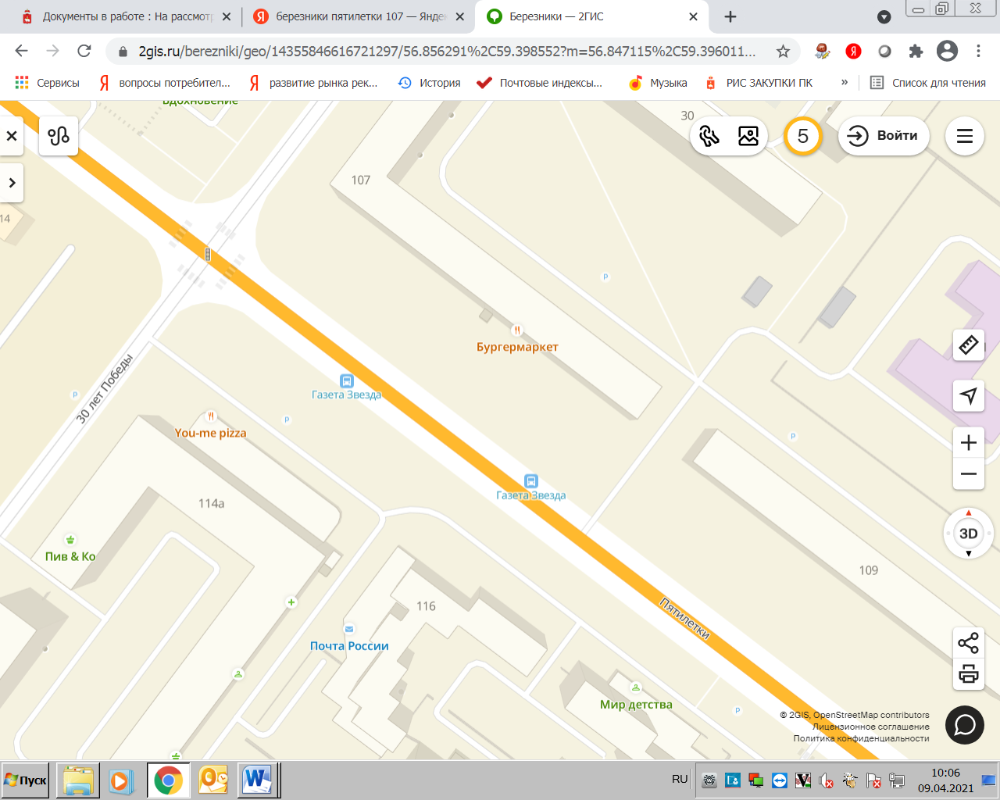 Документы в работе : На рассмотр
березники пятилетки 107 — Янде
Березники — 2ГИС
2gis.ru/berezniki/geo/14355846616721297/56.856291%2C59.398552?m=56.847115%2C59.396011...
Сервисы
вопросы потребител...
развитие рынка рек...
История
Почтовые индексы...
Музыка
РИС ЗАКУПКИ ПК
»
Список для чтения
Вдохновение
30
5
Войти
107
14
Бургермаркет
30 лет Победы
Газета Звезда
You-me pizza
Газета Звезда
114а
3D
Пив & Ко
109
116
Пятилетки
Почта России
Мир детства
© 2GIS, OpenStreetMap contributors
Лицензионное соглашение
Политика конфиденциальности
Пуск
RU
10:06
09.04.2021